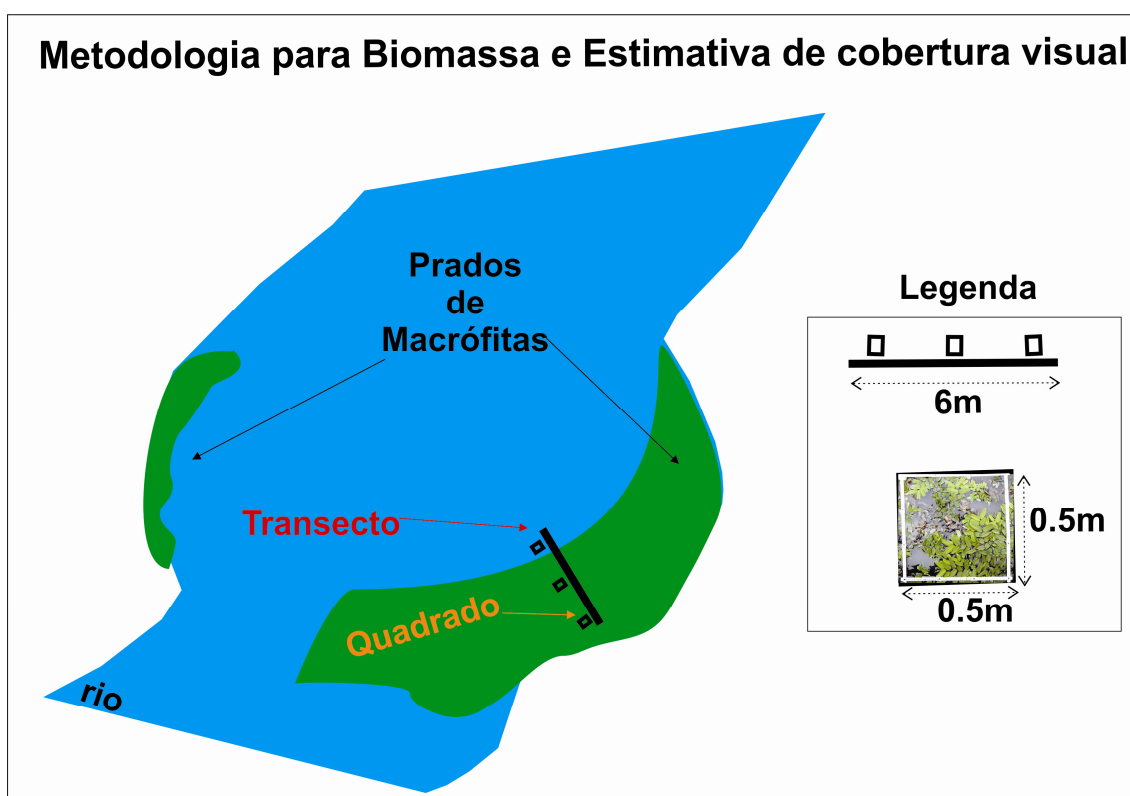 Metodologia para Biomassa e Estimativa de cobertura visual
Prados
de
Macrófitas
Legenda
6m
Transecto
0.5m
Quadrado
0.5m
rio